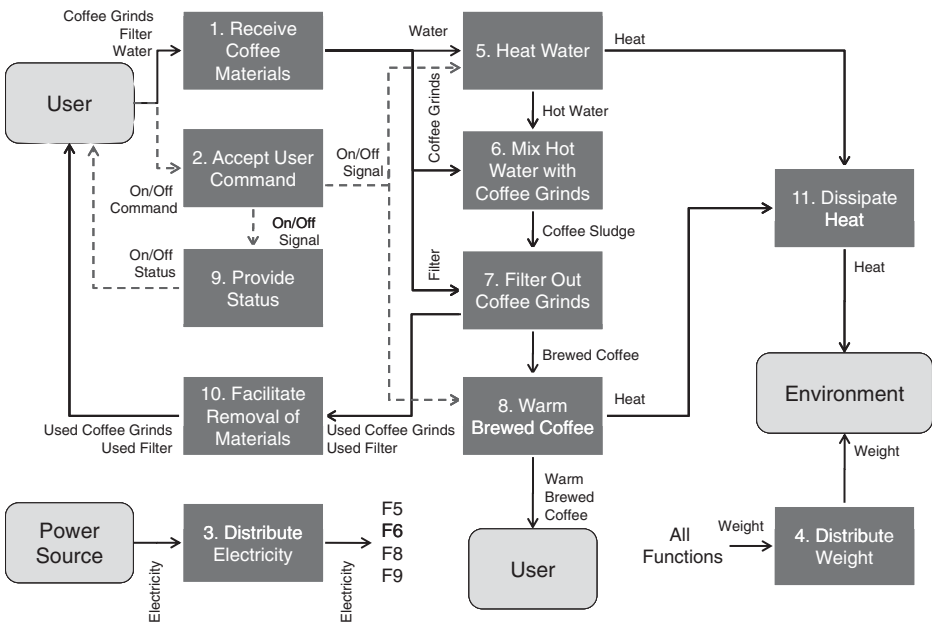 Coffee Grinds
Filter
Water
User
1. Receive
Coffee
Materials
Water
5. Heat Water
Heat
Coffee Grinds
Hot Water
2. Accept User
Command
On/Off
Signal
6. Mix Hot
Water with
Coffee Grinds
11. Dissipate
Heat
On/Off
Command
On/Off
Signal
Coffee Sludge
On/Off
Status
9. Provide
Status
Filter
7. Filter Out
Coffee Grinds
Heat
Brewed Coffee
Environment
10. Facilitate
Removal of
Materials
8. Warm
Brewed Coffee
Heat
Used Coffee Grinds
Used Filter
Used Coffee Grinds
Used Filter
Weight
Warm
Brewed
Coffee
Power
Source
Electricity
3. Distribute
Electricity
Electricity
F5
F6
F8
F9
User
All
Functions
Weight
4. Distribute
Weight